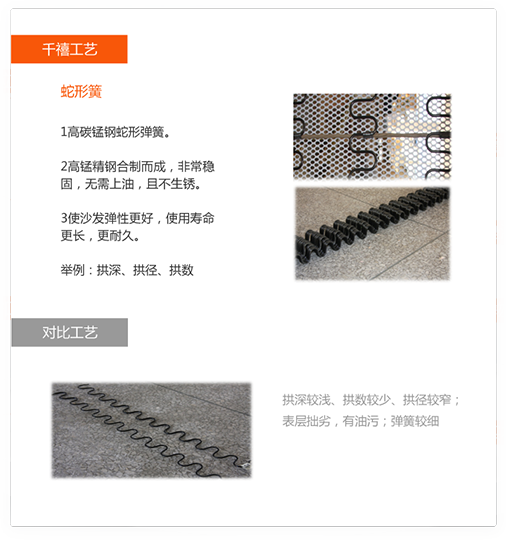 千禧工艺
蛇形簧
1高碳锰钢蛇形弹簧。
2高锰精钢合制而成，非常稳
固，无需上油，且不生锈。
3使沙发弹性更好，使用寿命
更长，更耐久。
举例：拱深、拱径、拱数
对比工艺
拱深较浅、拱数较少、拱径较窄；
表层拙劣，有油污；弹簧较细